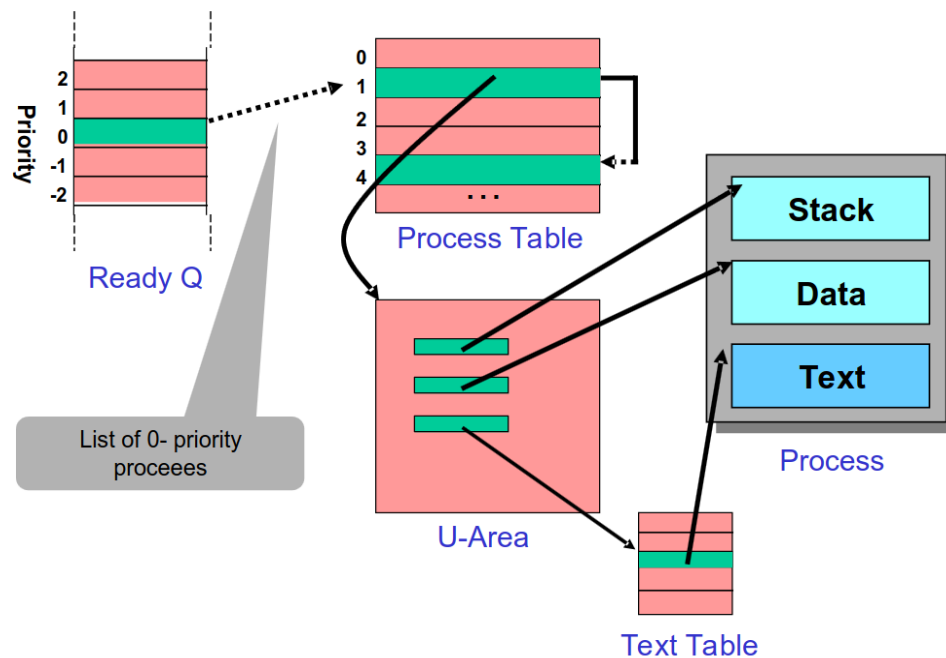 Priority
2
1
0
-1
-2
Ready Q
0
1
2
3
4
...
Process Table
Stack
Data
Text
Process
List of 0- priority
proceees
U-Area
Text Table